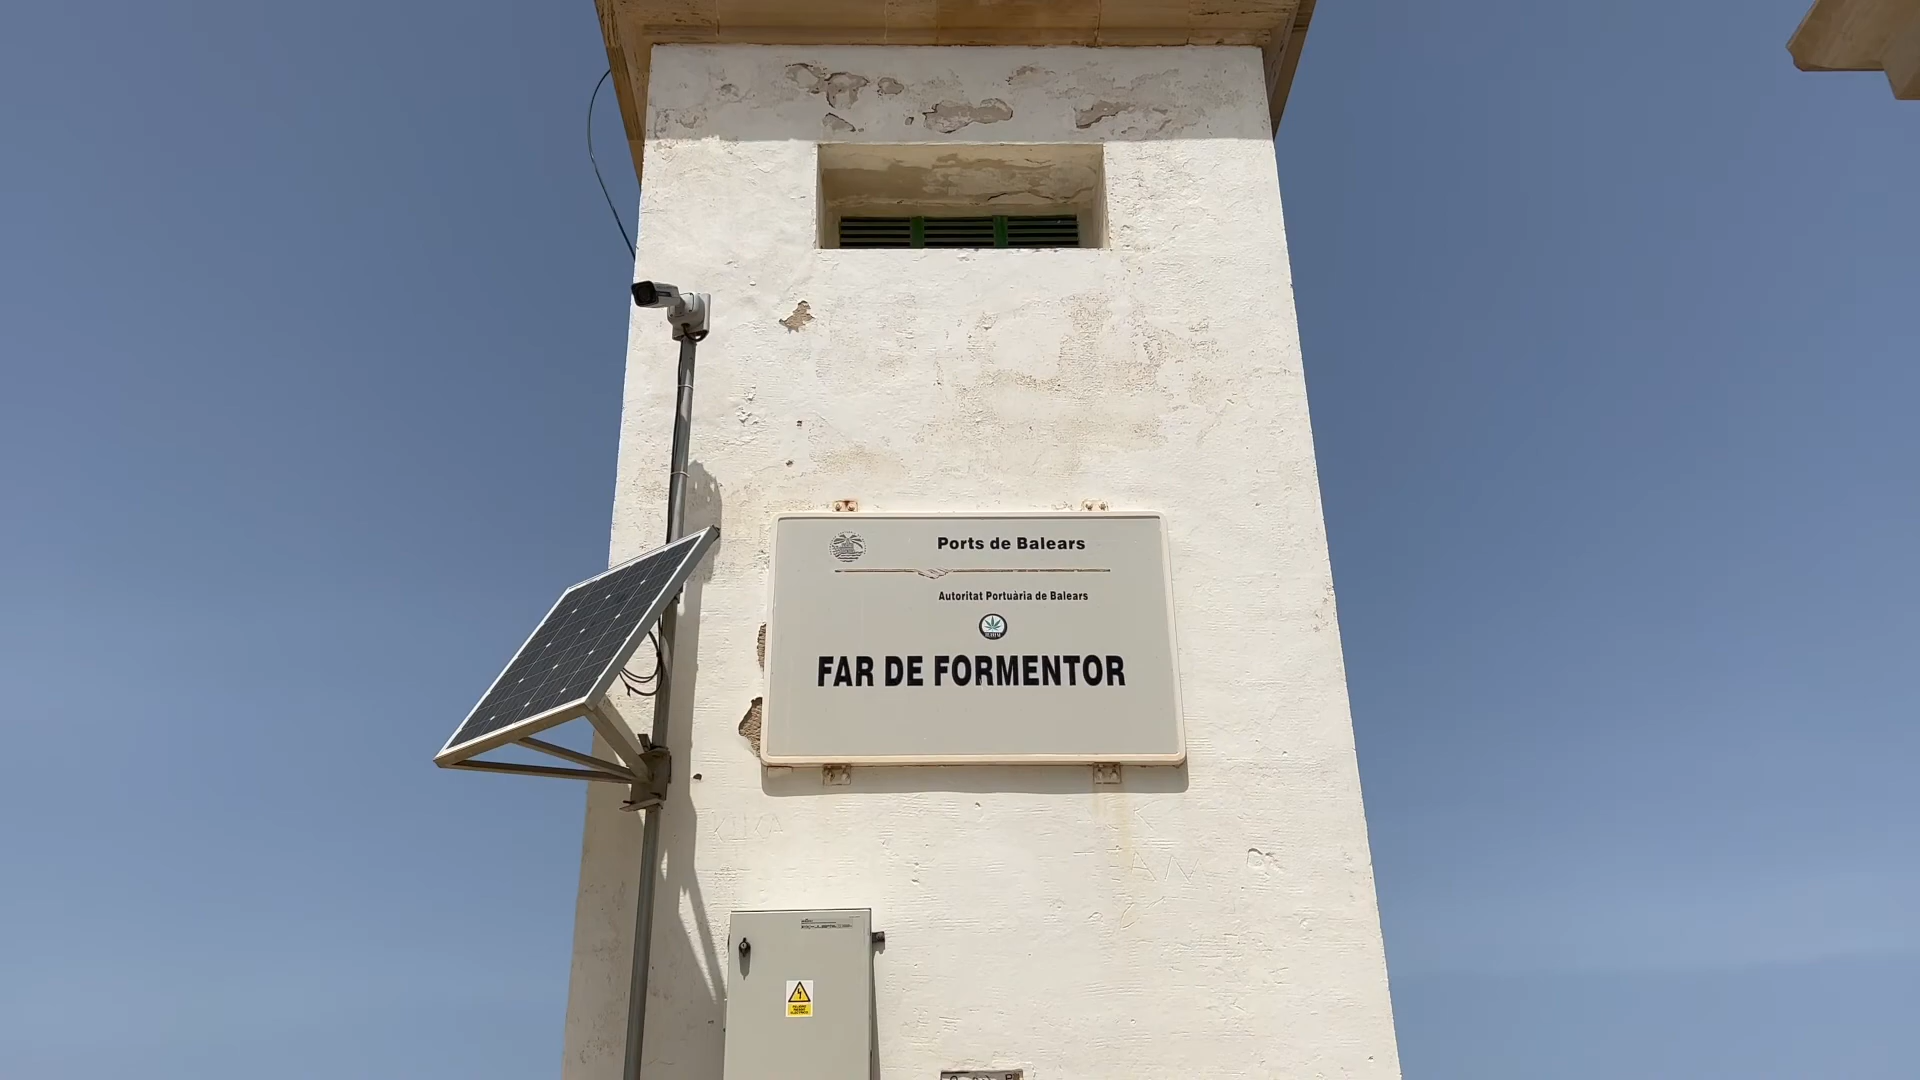 Ports de Balears
Autoritat Portuària de Balears
FAR DE FORMENTOR